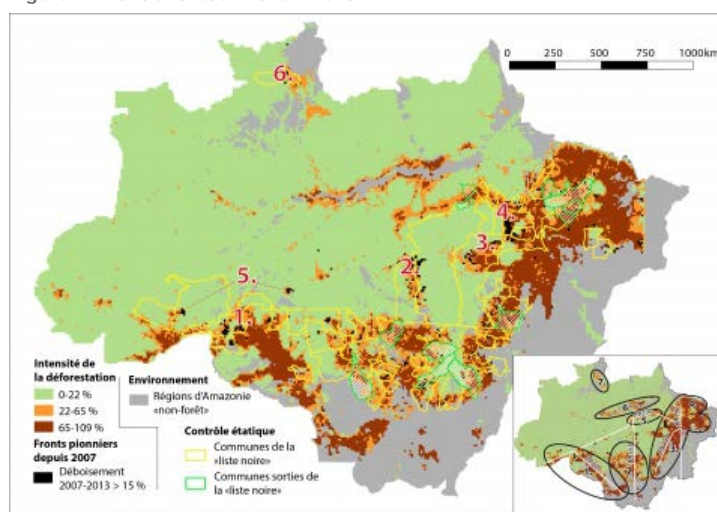 0 250 500 750 1000km
6.
4.
3.
2.
5.
1.
Intensité de
la déforestation
0-22 %
22-65 %
65-109 %
Fronts pionniers
depuis 2007
Déboisement
2007-2013 > 15 %
Environnement
Régions d'Amazonie
«non-forêt»
Contrôle étatique
Communes de la
«liste noire»
Communes sorties de
la «liste noire»